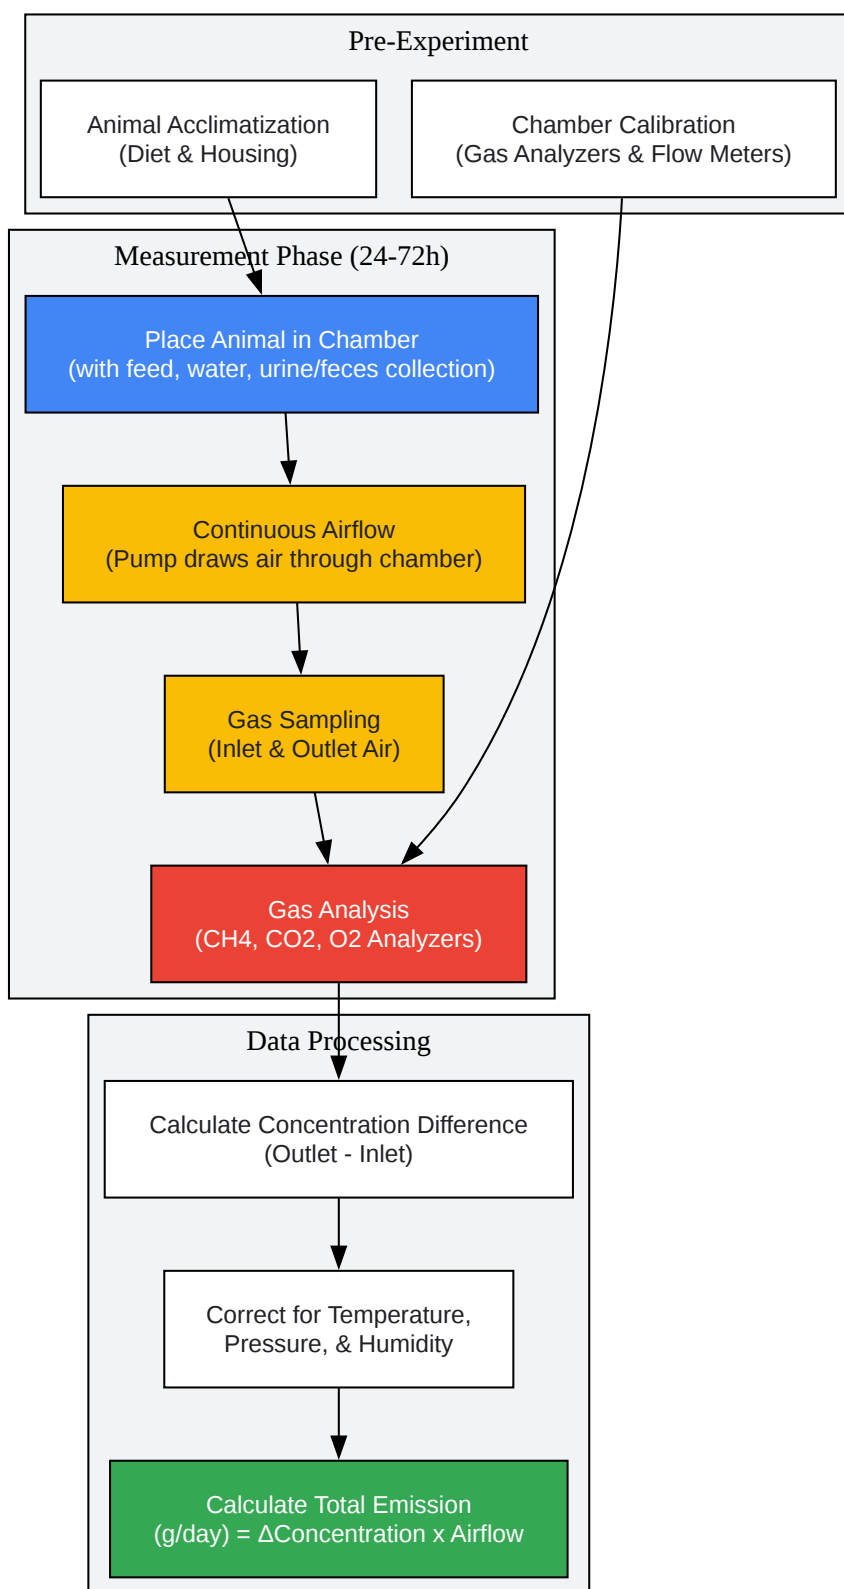 Pre-Experiment
Animal Acclimatization
(Diet & Housing)
Chamber Calibration
(Gas Analyzers & Flow Meters)
Measurement Phase (24-72h)
Place Animal in Chamber
(with feed, water, urine/feces collection)
Continuous Airflow
(Pump draws air through chamber)
Gas Sampling
(Inlet & Outlet Air)
Gas Analysis
(CH4, CO2, O2 Analyzers)
Data Processing
Calculate Concentration Difference
(Outlet - Inlet)
Correct for Temperature,
Pressure, & Humidity
Calculate Total Emission
(g/day) = ΔConcentration x Airflow